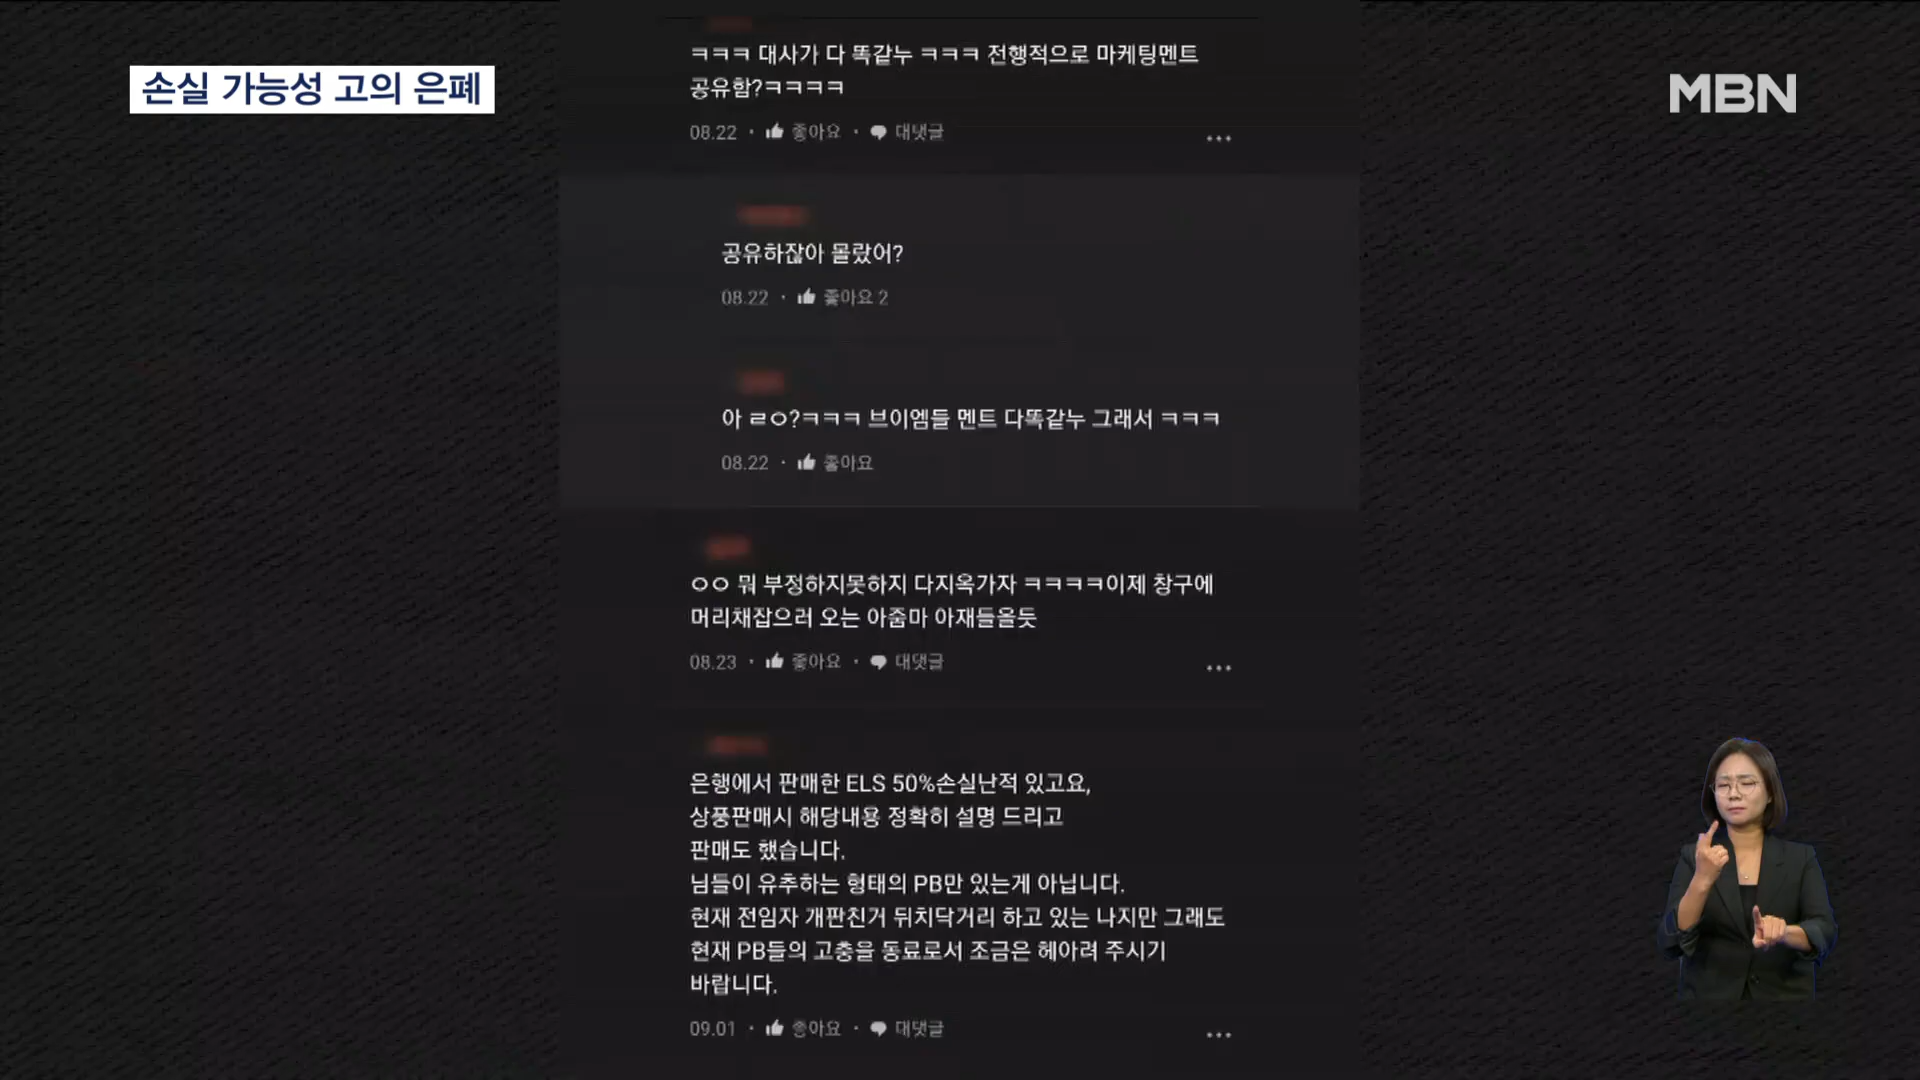 손실 가능성 고의 은폐
MBN
ㅋㅋㅋ 대사가 다 똑같누 ㅋㅋㅋ 전행적으로 마케팅멘트
공유함?ㅋㅋㅋㅋ
08.22 · 좋아요 · 대댓글
공유하잖아 몰랐어?
08.22 · 좋아요 2
아 ㄹㅇ?ㅋㅋㅋ 브이엠들 멘트 다똑같누 그래서 ㅋㅋㅋ
08.22 · 좋아요
ㅇㅇ 뭐 부정하지못하지 다지옥가자 ㅋㅋㅋㅋ이제 창구에
머리채잡으러 오는 아줌마 아재들올듯
08.23 · 좋아요 · 대댓글
은행에서 판매한 ELS 50%손실난적 있고요,
상품판매시 해당내용 정확히 설명 드리고
판매도 했습니다.
님들이 유추하는 형태의 PB만 있는게 아닙니다.
현재 전임자 개판친거 뒤치닥거리 하고 있는 나지만 그래도
현재 PB들의 고충을 동료로서 조금은 헤아려 주시기
바랍니다.
09.01 · 좋아요 · 대댓글